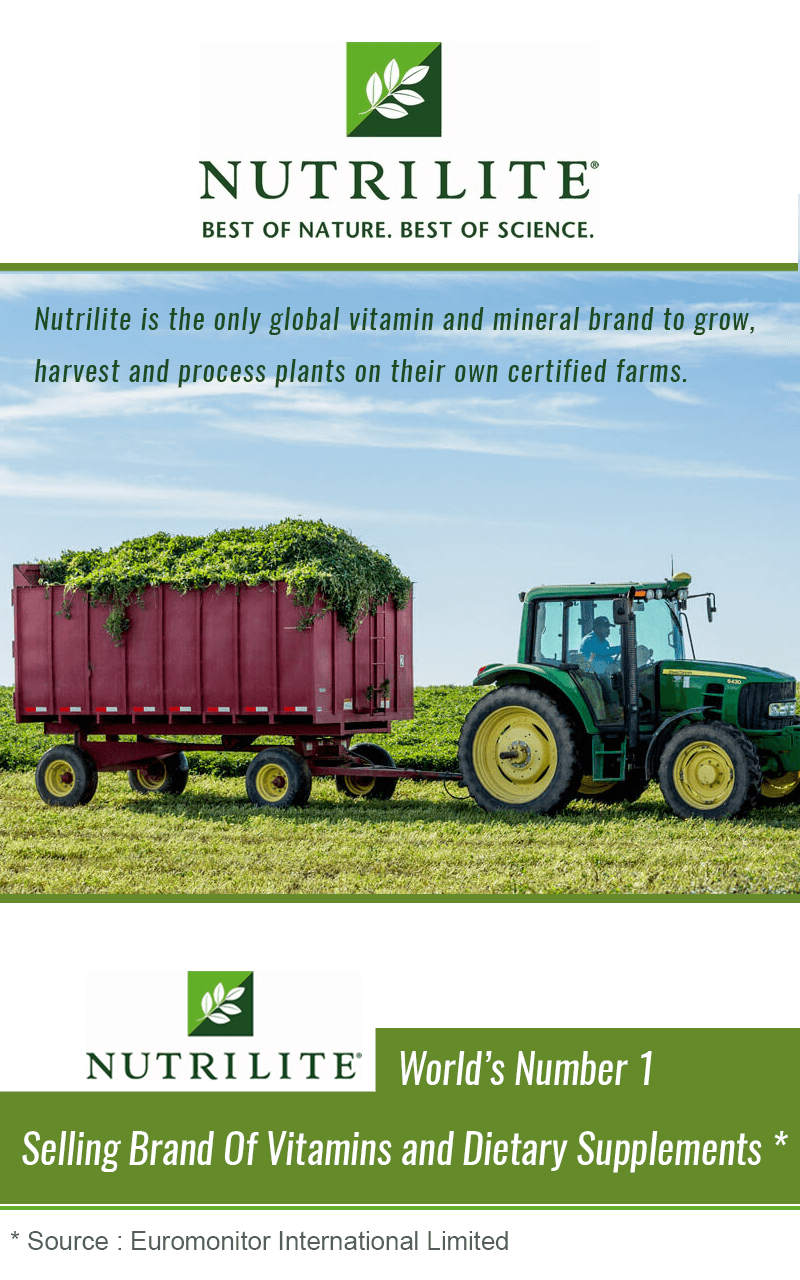 NUTRILITE®
BEST OF NATURE. BEST OF SCIENCE.
Nutrilite is the only global vitamin and mineral brand to grow,
harvest and process plants on their own certified farms.
6430
NUTRILITE®
World's Number 1
Selling Brand Of Vitamins and Dietary Supplements *
* Source : Euromonitor International Limited